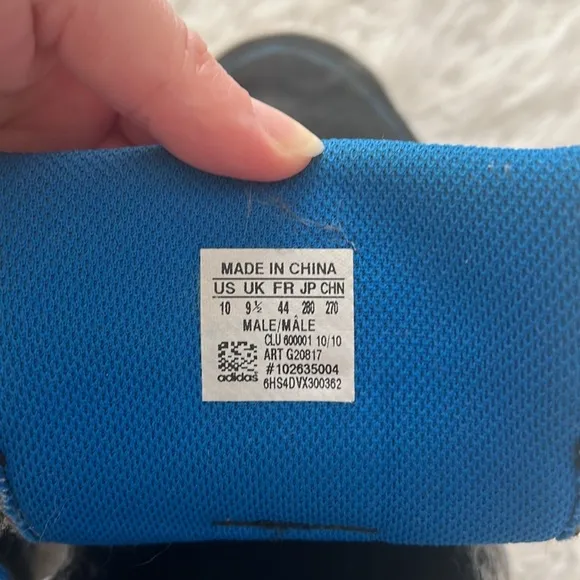 MADE IN CHINA
US UK FR JP CHN
10 9½ 44 280 270
MALE/MÂLE
CLU 600001 10/10
ART G20817
#102635004
adidas 6HS4DVX300362